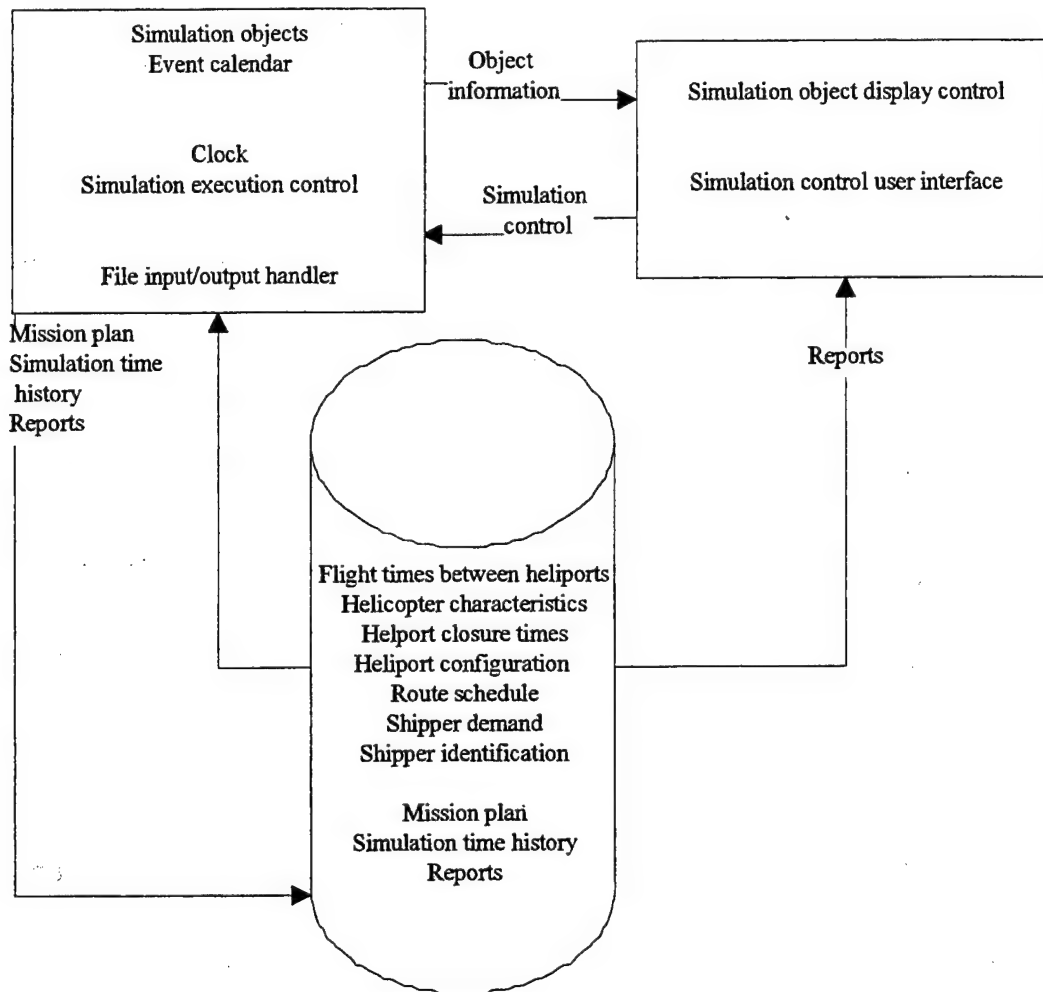 Simulation objects
Event calendar
Clock
Simulation execution control
File input/output handler
Object
information
Simulation
control
Simulation object display control
Simulation control user interface
Mission plan
Simulation time
history
Reports
Reports
Flight times between heliports
Helicopter characteristics
Helport closure times
Heliport configuration
Route schedule
Shipper demand
Shipper identification
Mission plan
Simulation time history
Reports